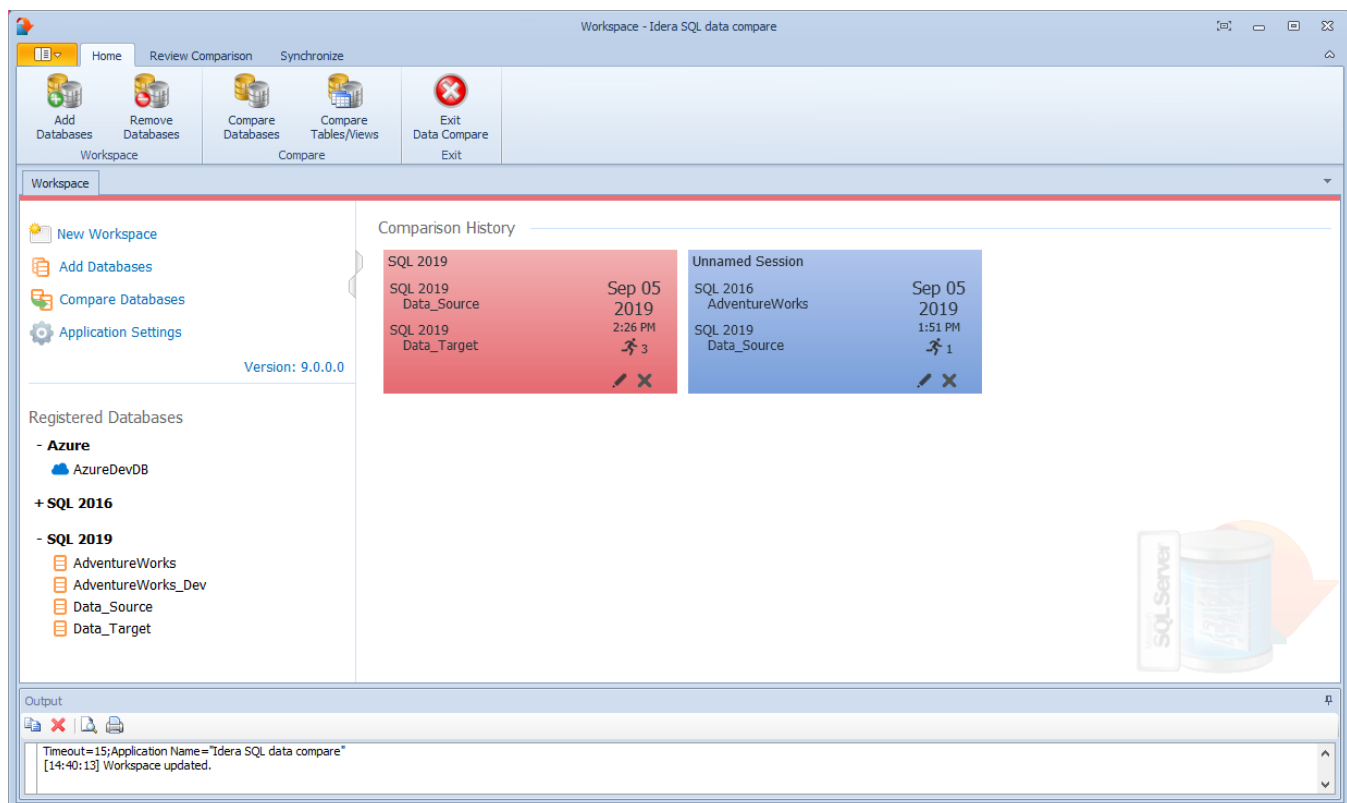 Workspace - Idera SQL data compare
Home
Review Comparison
Synchronize
Add Databases
Remove Databases
Compare Databases
Compare Tables/Views
Exit Data Compare
Workspace
Compare
Exit
Workspace
New Workspace
Add Databases
Compare Databases
Application Settings
Version: 9.0.0.0
Registered Databases
- Azure
AzureDevDB
+ SQL 2016
- SQL 2019
AdventureWorks
AdventureWorks_Dev
Data_Source
Data_Target
Comparison History
SQL 2019
SQL 2019
Data_Source
SQL 2019
Data_Target
Sep 05
2019
2:26 PM
3
Unnamed Session
SQL 2016
AdventureWorks
SQL 2019
Data_Source
Sep 05
2019
1:51 PM
1
SQL Server
Output
Timeout=15;Application Name="Idera SQL data compare"
[14:40:13] Workspace updated.